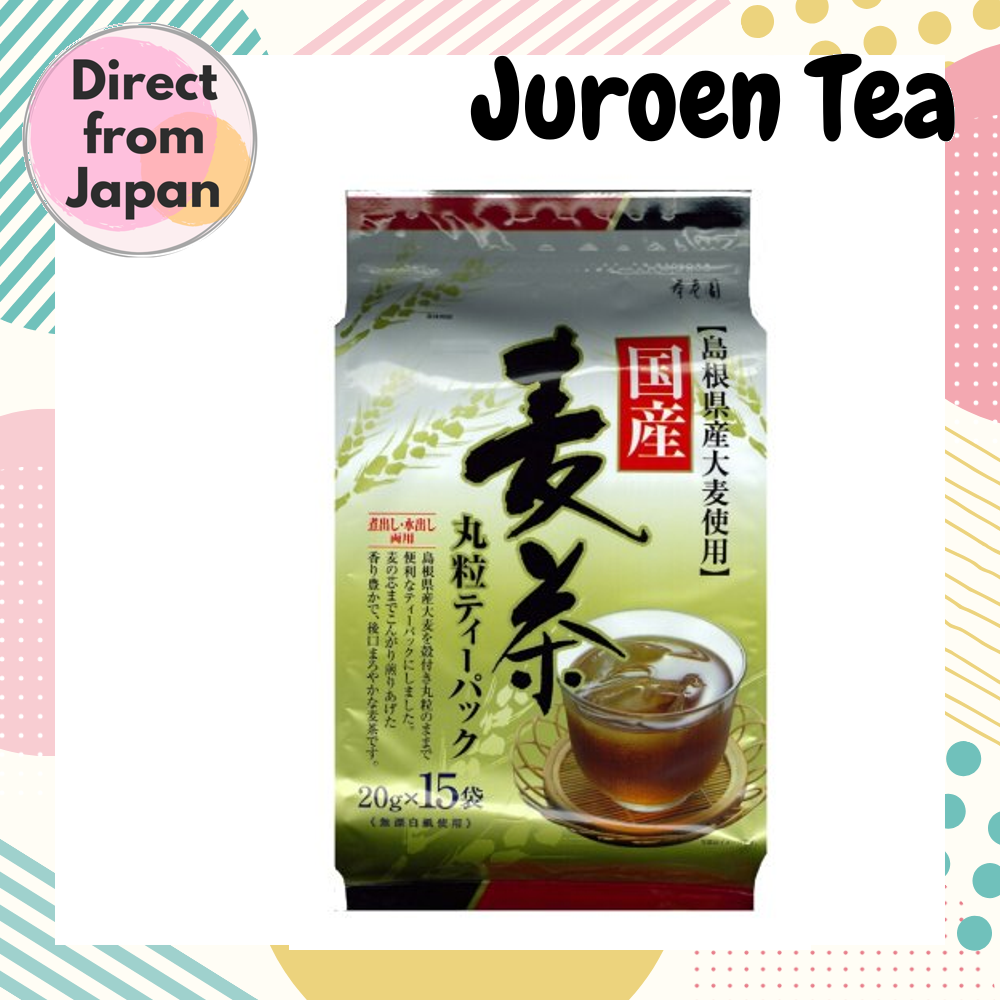 Direct
from
Japan
Juroen Tea
寿老園
【島根県産大麦使用】
国産
麦茶
丸粒ティーパック
煮出し・水出し
両用
島根県産大麦を殻付き丸粒のままで
便利なティーパックにしました。
麦の芯までこんがり煎りあげた
香り豊かで、後口まろやかな麦茶です。
20g×15袋
《無漂白紙使用》